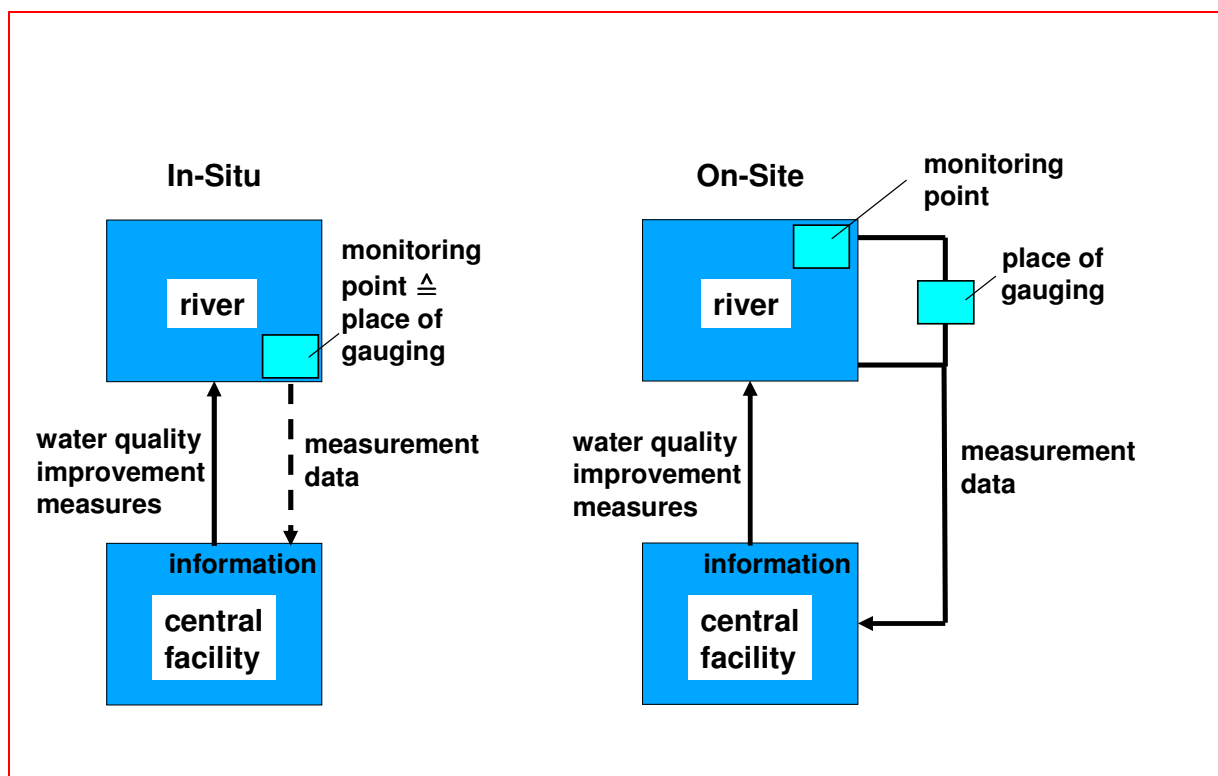 In-Situ
monitoring
point ≙
place of
gauging
river
water quality
improvement
measures
measurement
data
information
central
facility
On-Site
monitoring
point
place of
gauging
river
water quality
improvement
measures
measurement
data
information
central
facility